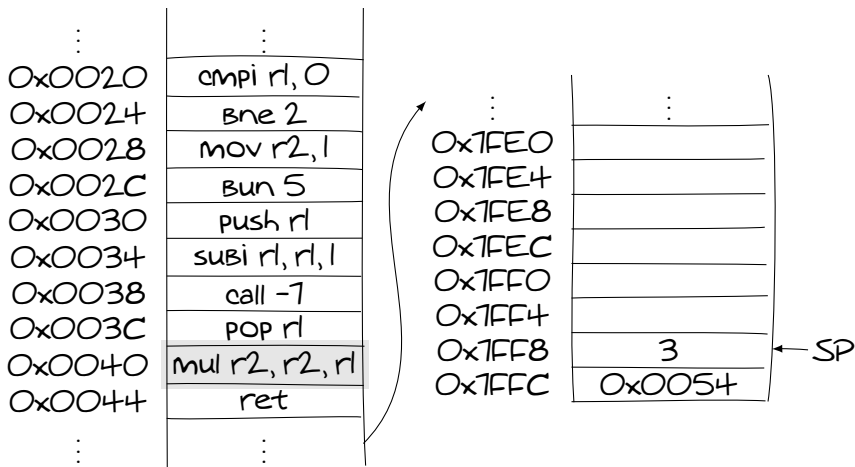 ⋮ ⋮
0x0020 cmpi r1, 0
0x0024 bne 2
0x0028 mov r2, 1
0x002C bun 5
0x0030 push r1
0x0034 subi r1, r1, 1
0x0038 call -7
0x003C pop r1
0x0040 mul r2, r2, r1
0x0044 ret
⋮ ⋮
⋮ ⋮
0x7FE0
0x7FE4
0x7FE8
0x7FEC
0x7FF0
0x7FF4
0x7FF8 3 SP
0x7FFC 0x0054